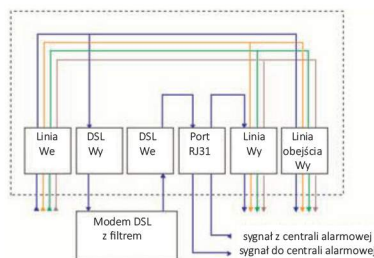 Linia
We
DSL
Wy
DSL
We
Port
RJ31
Linia
Wy
Linia
obejścia
Wy
Modem DSL
z filtrem
sygnał z centrali alarmowej
sygnał do centrali alarmowej